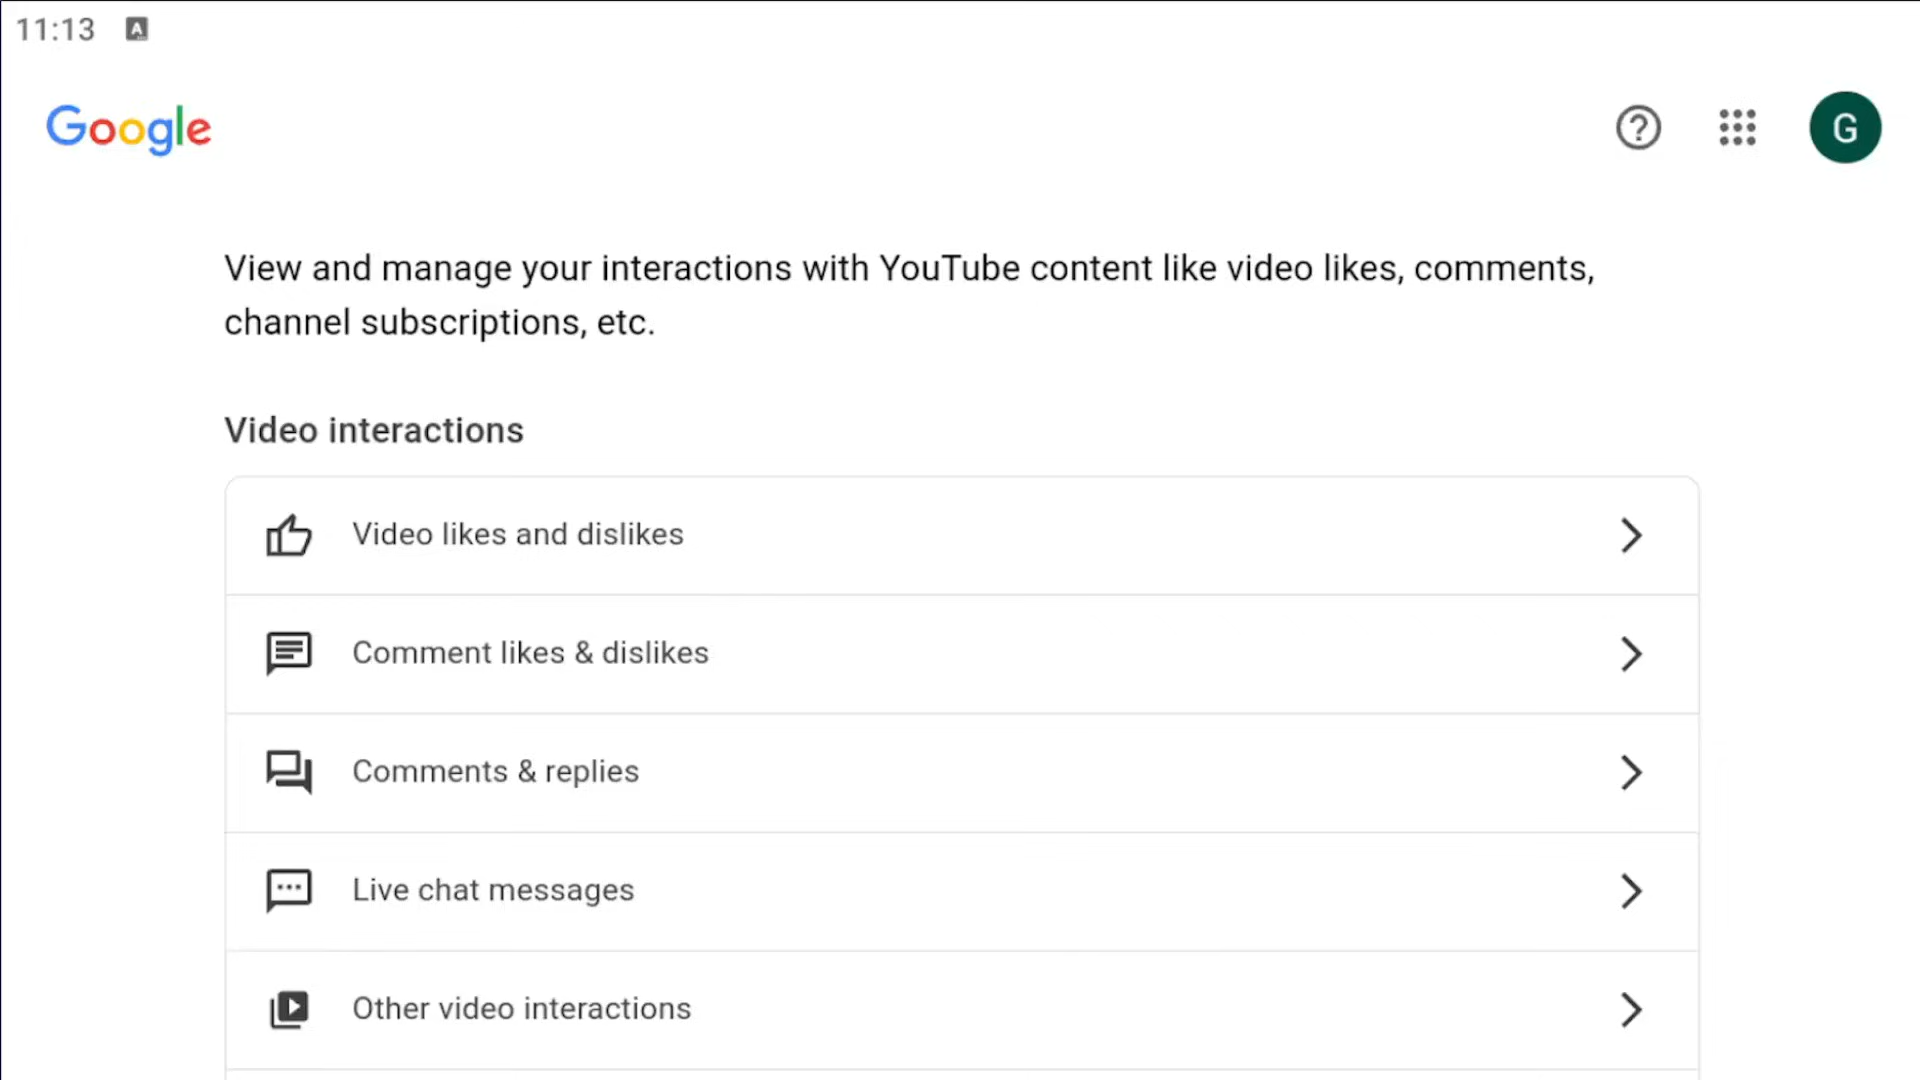 11:13 A
Google
G
View and manage your interactions with YouTube content like video likes, comments,
channel subscriptions, etc.
Video interactions
Video likes and dislikes
Comment likes & dislikes
Comments & replies
Live chat messages
Other video interactions